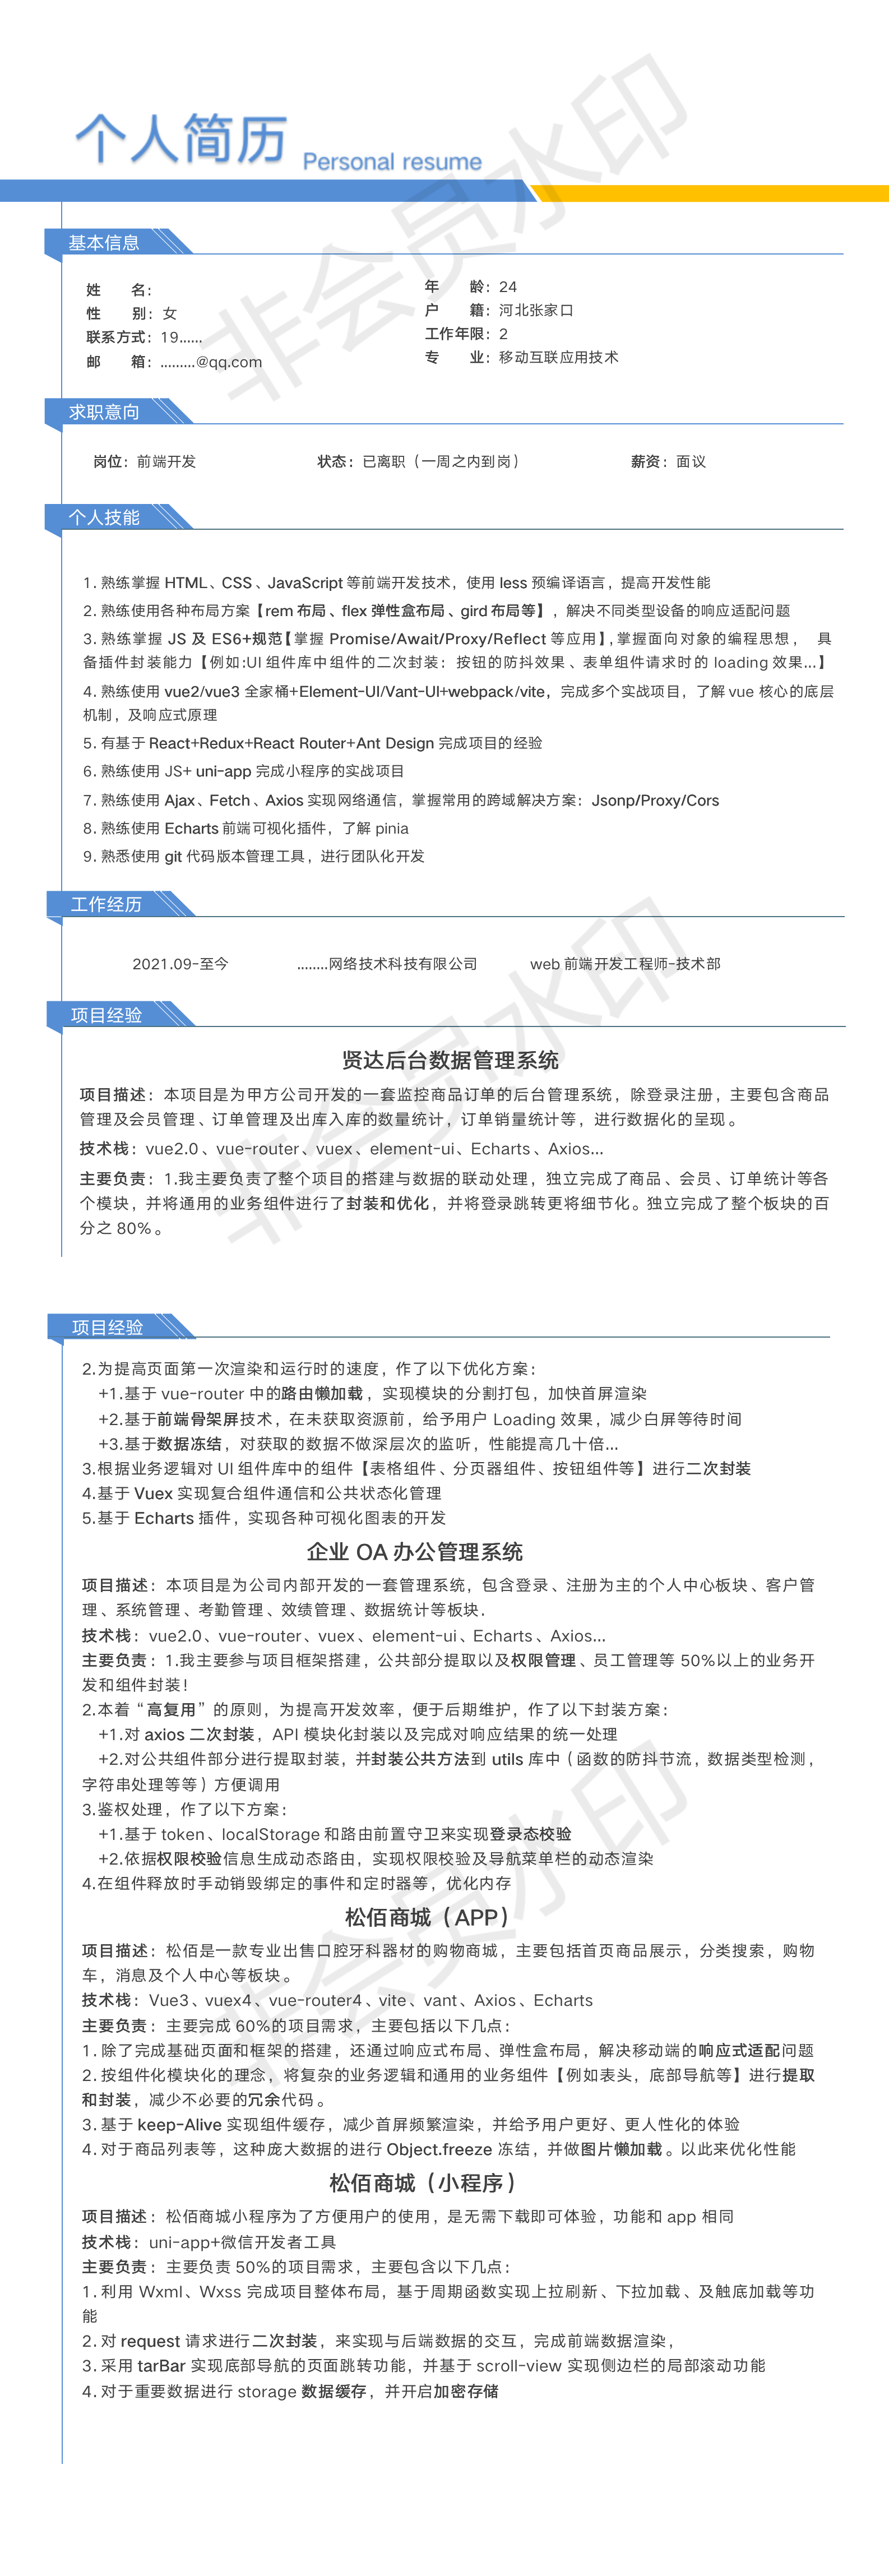 个人简历 Personal resume
基本信息
姓 名：
年 龄：24
性 别：女
户 籍：河北张家口
联系方式：19......
工作年限：2
邮 箱：.........@qq.com
专 业：移动互联应用技术
求职意向
岗位：前端开发 状态：已离职（一周之内到岗） 薪资：面议
个人技能
1. 熟练掌握 HTML、CSS、JavaScript 等前端开发技术，使用 less 预编译语言，提高开发性能
2. 熟练使用各种布局方案【rem 布局、flex 弹性盒布局、gird 布局等】，解决不同类型设备的响应适配问题
3. 熟练掌握 JS 及 ES6+规范【掌握 Promise/Await/Proxy/Reflect 等应用】,掌握面向对象的编程思想， 具
备插件封装能力【例如:UI 组件库中组件的二次封装：按钮的防抖效果、表单组件请求时的 loading 效果...】
4. 熟练使用 vue2/vue3 全家桶+Element-UI/Vant-UI+webpack/vite，完成多个实战项目，了解 vue 核心的底层
机制，及响应式原理
5. 有基于 React+Redux+React Router+Ant Design 完成项目的经验
6. 熟练使用 JS+ uni-app 完成小程序的实战项目
7. 熟练使用 Ajax、Fetch、Axios 实现网络通信，掌握常用的跨域解决方案：Jsonp/Proxy/Cors
8. 熟练使用 Echarts 前端可视化插件，了解 pinia
9. 熟悉使用 git 代码版本管理工具，进行团队化开发
工作经历
2021.09-至今 ........网络技术科技有限公司 web 前端开发工程师-技术部
项目经验
贤达后台数据管理系统
项目描述：本项目是为甲方公司开发的一套监控商品订单的后台管理系统，除登录注册，主要包含商品
管理及会员管理、订单管理及出库入库的数量统计，订单销量统计等，进行数据化的呈现。
技术栈：vue2.0、vue-router、vuex、element-ui、Echarts、Axios...
主要负责：1.我主要负责了整个项目的搭建与数据的联动处理，独立完成了商品、会员、订单统计等各
个模块，并将通用的业务组件进行了封装和优化，并将登录跳转更将细节化。独立完成了整个板块的百
分之 80%。
项目经验
2.为提高页面第一次渲染和运行时的速度，作了以下优化方案：
+1.基于 vue-router 中的路由懒加载，实现模块的分割打包，加快首屏渲染
+2.基于前端骨架屏技术，在未获取资源前，给予用户 Loading 效果，减少白屏等待时间
+3.基于数据冻结，对获取的数据不做深层次的监听，性能提高几十倍...
3.根据业务逻辑对 UI 组件库中的组件【表格组件、分页器组件、按钮组件等】进行二次封装
4.基于 Vuex 实现复合组件通信和公共状态化管理
5.基于 Echarts 插件，实现各种可视化图表的开发
企业 OA 办公管理系统
项目描述：本项目是为公司内部开发的一套管理系统，包含登录、注册为主的个人中心板块、客户管
理、系统管理、考勤管理、效绩管理、数据统计等板块.
技术栈：vue2.0、vue-router、vuex、element-ui、Echarts、Axios...
主要负责：1.我主要参与项目框架搭建，公共部分提取以及权限管理、员工管理等 50%以上的业务开
发和组件封装！
2.本着“高复用”的原则，为提高开发效率，便于后期维护，作了以下封装方案：
+1.对 axios 二次封装，API 模块化封装以及完成对响应结果的统一处理
+2.对公共组件部分进行提取封装，并封装公共方法到 utils 库中（函数的防抖节流，数据类型检测，
字符串处理等等）方便调用
3.鉴权处理，作了以下方案：
+1.基于 token、localStorage 和路由前置守卫来实现登录态校验
+2.依据权限校验信息生成动态路由，实现权限校验及导航菜单栏的动态渲染
4.在组件释放时手动销毁绑定的事件和定时器等，优化内存
松佰商城（APP）
项目描述：松佰是一款专业出售口腔牙科器材的购物商城，主要包括首页商品展示，分类搜索，购物
车，消息及个人中心等板块。
技术栈：Vue3、vuex4、vue-router4、vite、vant、Axios、Echarts
主要负责：主要完成 60%的项目需求，主要包括以下几点：
1. 除了完成基础页面和框架的搭建，还通过响应式布局、弹性盒布局，解决移动端的响应式适配问题
2. 按组件化模块化的理念，将复杂的业务逻辑和通用的业务组件【例如表头，底部导航等】进行提取
和封装，减少不必要的冗余代码。
3. 基于 keep-Alive 实现组件缓存，减少首屏频繁渲染，并给予用户更好、更人性化的体验
4. 对于商品列表等，这种庞大数据的进行 Object.freeze 冻结，并做图片懒加载。以此来优化性能
松佰商城（小程序）
项目描述：松佰商城小程序为了方便用户的使用，是无需下载即可体验，功能和 app 相同
技术栈：uni-app+微信开发者工具
主要负责：主要负责 50%的项目需求，主要包含以下几点：
1. 利用 Wxml、Wxss 完成项目整体布局，基于周期函数实现上拉刷新、下拉加载、及触底加载等功
能
2. 对 request 请求进行二次封装，来实现与后端数据的交互，完成前端数据渲染，
3. 采用 tarBar 实现底部导航的页面跳转功能，并基于 scroll-view 实现侧边栏的局部滚动功能
4. 对于重要数据进行 storage 数据缓存，并开启加密存储
非会员水印
非会员水印
非会员水印